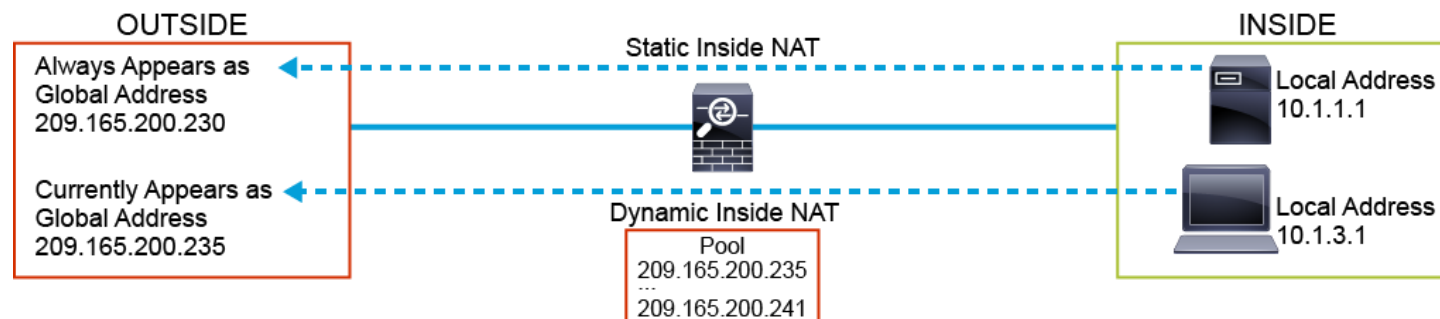 OUTSIDE
Always Appears as
Global Address
209.165.200.230
Currently Appears as
Global Address
209.165.200.235
Static Inside NAT
Dynamic Inside NAT
Pool
209.165.200.235
...
209.165.200.241
INSIDE
Local Address
10.1.1.1
Local Address
10.1.3.1